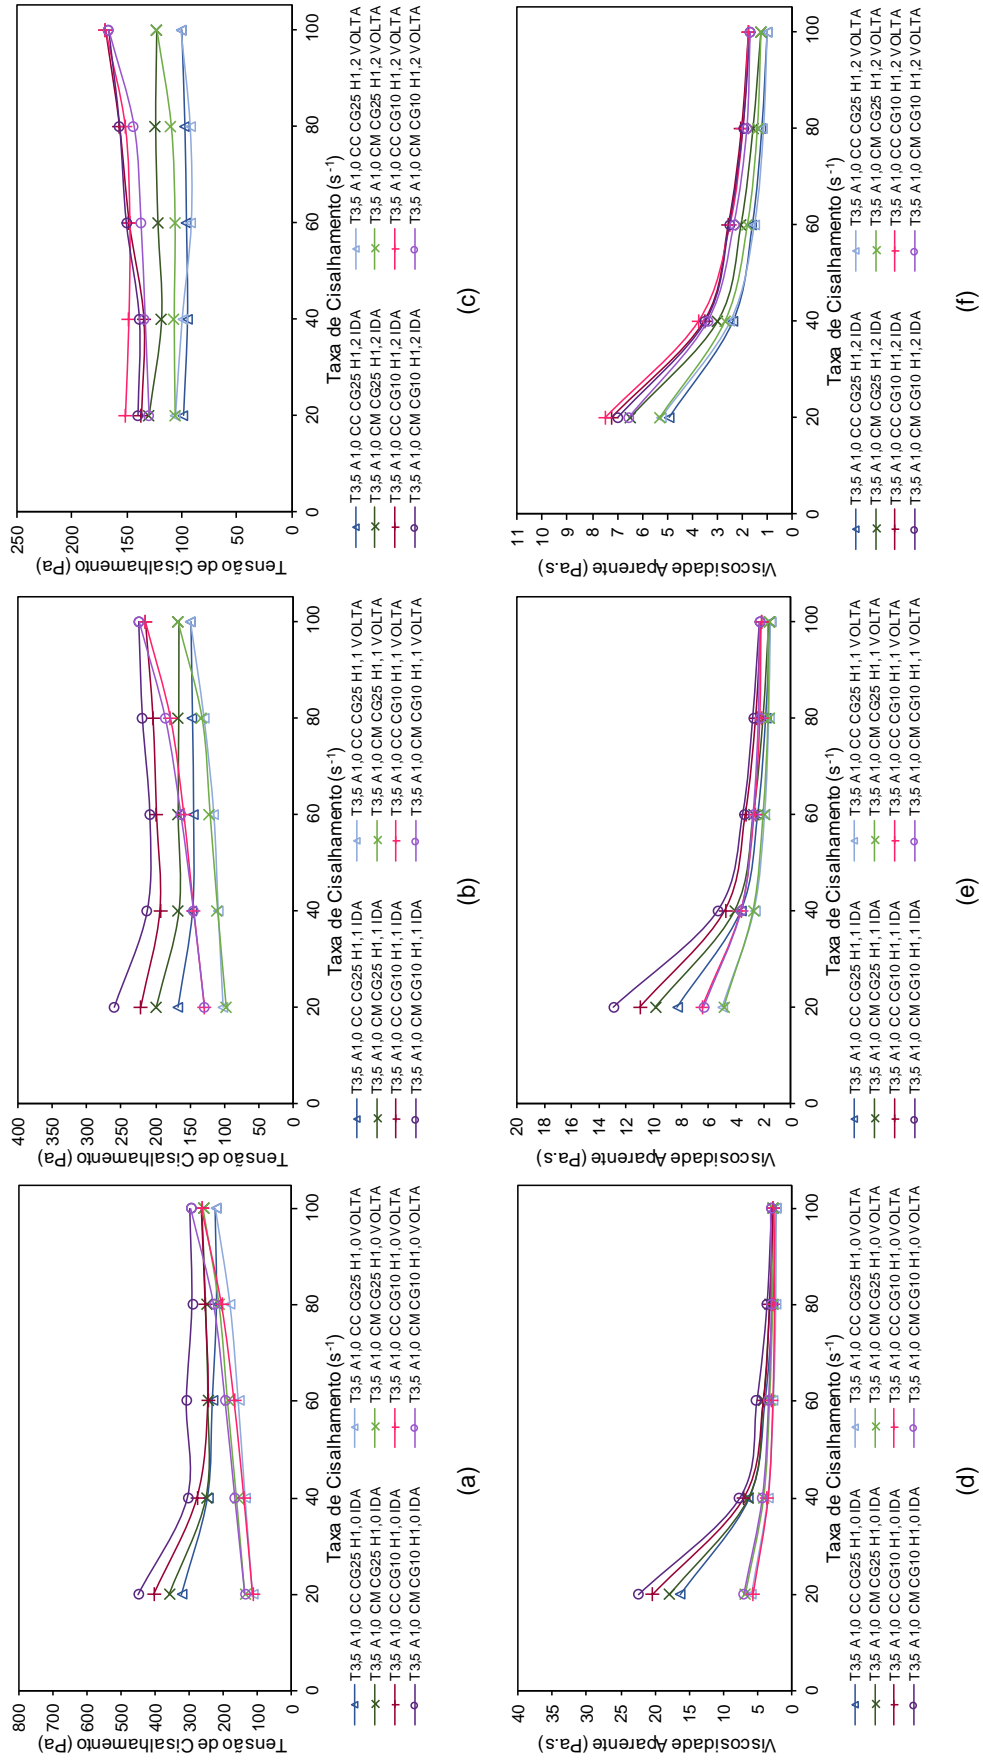 Tensão de Cisalhamento (Pa)
800
700
600
500
400
300
200
100
0 20 40 60 80 100
Taxa de Cisalhamento (s⁻¹)
T3,5 A1,0 CC CG25 H1,0 IDA T3,5 A1,0 CC CG25 H1,0 VOLTA
T3,5 A1,0 CM CG25 H1,0 IDA T3,5 A1,0 CM CG25 H1,0 VOLTA
T3,5 A1,0 CC CG10 H1,0 IDA T3,5 A1,0 CC CG10 H1,0 VOLTA
T3,5 A1,0 CM CG10 H1,0 IDA T3,5 A1,0 CM CG10 H1,0 VOLTA
(a)
Tensão de Cisalhamento (Pa)
400
350
300
250
200
150
100
50
0
0 20 40 60 80 100
Taxa de Cisalhamento (s⁻¹)
T3,5 A1,0 CC CG25 H1,1 IDA T3,5 A1,0 CC CG25 H1,1 VOLTA
T3,5 A1,0 CM CG25 H1,1 IDA T3,5 A1,0 CM CG25 H1,1 VOLTA
T3,5 A1,0 CC CG10 H1,1 IDA T3,5 A1,0 CC CG10 H1,1 VOLTA
T3,5 A1,0 CM CG10 H1,1 IDA T3,5 A1,0 CM CG10 H1,1 VOLTA
(b)
Tensão de Cisalhamento (Pa)
250
200
150
100
50
0
0 20 40 60 80 100
Taxa de Cisalhamento (s⁻¹)
T3,5 A1,0 CC CG25 H1,2 IDA T3,5 A1,0 CC CG25 H1,2 VOLTA
T3,5 A1,0 CM CG25 H1,2 IDA T3,5 A1,0 CM CG25 H1,2 VOLTA
T3,5 A1,0 CC CG10 H1,2 IDA T3,5 A1,0 CC CG10 H1,2 VOLTA
T3,5 A1,0 CM CG10 H1,2 IDA T3,5 A1,0 CM CG10 H1,2 VOLTA
(c)
Viscosidade Aparente (Pa.s)
40
35
30
25
20
15
10
5
0
0 20 40 60 80 100
Taxa de Cisalhamento (s⁻¹)
T3,5 A1,0 CC CG25 H1,0 IDA T3,5 A1,0 CC CG25 H1,0 VOLTA
T3,5 A1,0 CM CG25 H1,0 IDA T3,5 A1,0 CM CG25 H1,0 VOLTA
T3,5 A1,0 CC CG10 H1,0 IDA T3,5 A1,0 CC CG10 H1,0 VOLTA
T3,5 A1,0 CM CG10 H1,0 IDA T3,5 A1,0 CM CG10 H1,0 VOLTA
(d)
Viscosidade Aparente (Pa.s)
20
18
16
14
12
10
8
6
4
2
0
0 20 40 60 80 100
Taxa de Cisalhamento (s⁻¹)
T3,5 A1,0 CC CG25 H1,1 IDA T3,5 A1,0 CC CG25 H1,1 VOLTA
T3,5 A1,0 CM CG25 H1,1 IDA T3,5 A1,0 CM CG25 H1,1 VOLTA
T3,5 A1,0 CC CG10 H1,1 IDA T3,5 A1,0 CC CG10 H1,1 VOLTA
T3,5 A1,0 CM CG10 H1,1 IDA T3,5 A1,0 CM CG10 H1,1 VOLTA
(e)
Viscosidade Aparente (Pa.s)
11
10
9
8
7
6
5
4
3
2
1
0
0 20 40 60 80 100
Taxa de Cisalhamento (s⁻¹)
T3,5 A1,0 CC CG25 H1,2 IDA T3,5 A1,0 CC CG25 H1,2 VOLTA
T3,5 A1,0 CM CG25 H1,2 IDA T3,5 A1,0 CM CG25 H1,2 VOLTA
T3,5 A1,0 CC CG10 H1,2 IDA T3,5 A1,0 CC CG10 H1,2 VOLTA
T3,5 A1,0 CM CG10 H1,2 IDA T3,5 A1,0 CM CG10 H1,2 VOLTA
(f)